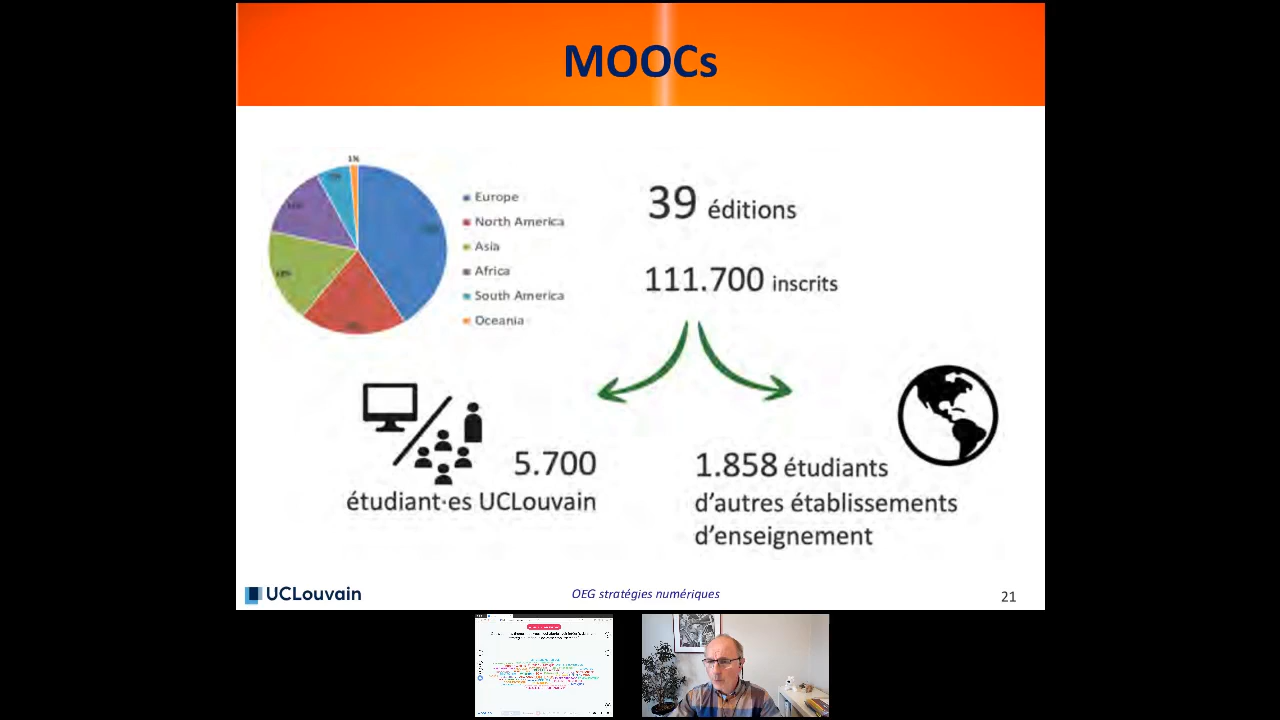 MOOCs
1%
Europe
North America
Asia
Africa
South America
Oceania
39 éditions
111.700 inscrits
5.700
étudiant·es UCLouvain
1.858 étudiants
d'autres établissements
d'enseignement
UCLouvain
OEG stratégies numériques
21